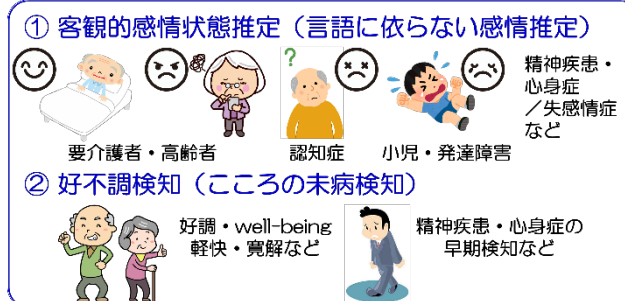 ① 客観的感情状態推定（言語に依らない感情推定）
?
精神疾患・
心身症
／失感情症
など
要介護者・高齢者
認知症
小児・発達障害
② 好不調検知（こころの未病検知）
好調・well-being
軽快・寛解など
精神疾患・心身症の
早期検知など